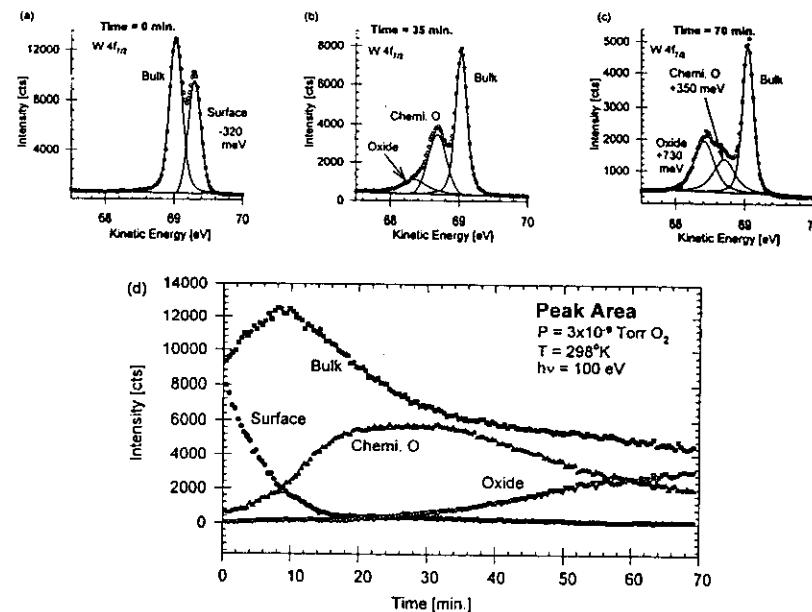 (a)
Time = 0 min.
W 4f7/2
Bulk
Surface
-320
meV
Intensity [cts]
12000
8000
4000
68
69
70
Kinetic Energy [eV]
(b)
Time = 35 min.
W 4f7/2
Bulk
Chemi. O
Oxide
Intensity [cts]
8000
6000
4000
2000
0
68
69
70
Kinetic Energy [eV]
(c)
Time = 70 min.
W 4f7/2
Chemi. O
+350 meV
Bulk
Oxide
+730
meV
Intensity [cts]
5000
4000
3000
2000
1000
68
69
Kinetic Energy [eV]
(d)
Peak Area
P = 3x10⁻⁹ Torr O₂
T = 298°K
hν = 100 eV
Bulk
Surface
Chemi. O
Oxide
Intensity [cts]
14000
12000
10000
8000
6000
4000
2000
0
0
10
20
30
40
50
60
70
Time [min.]